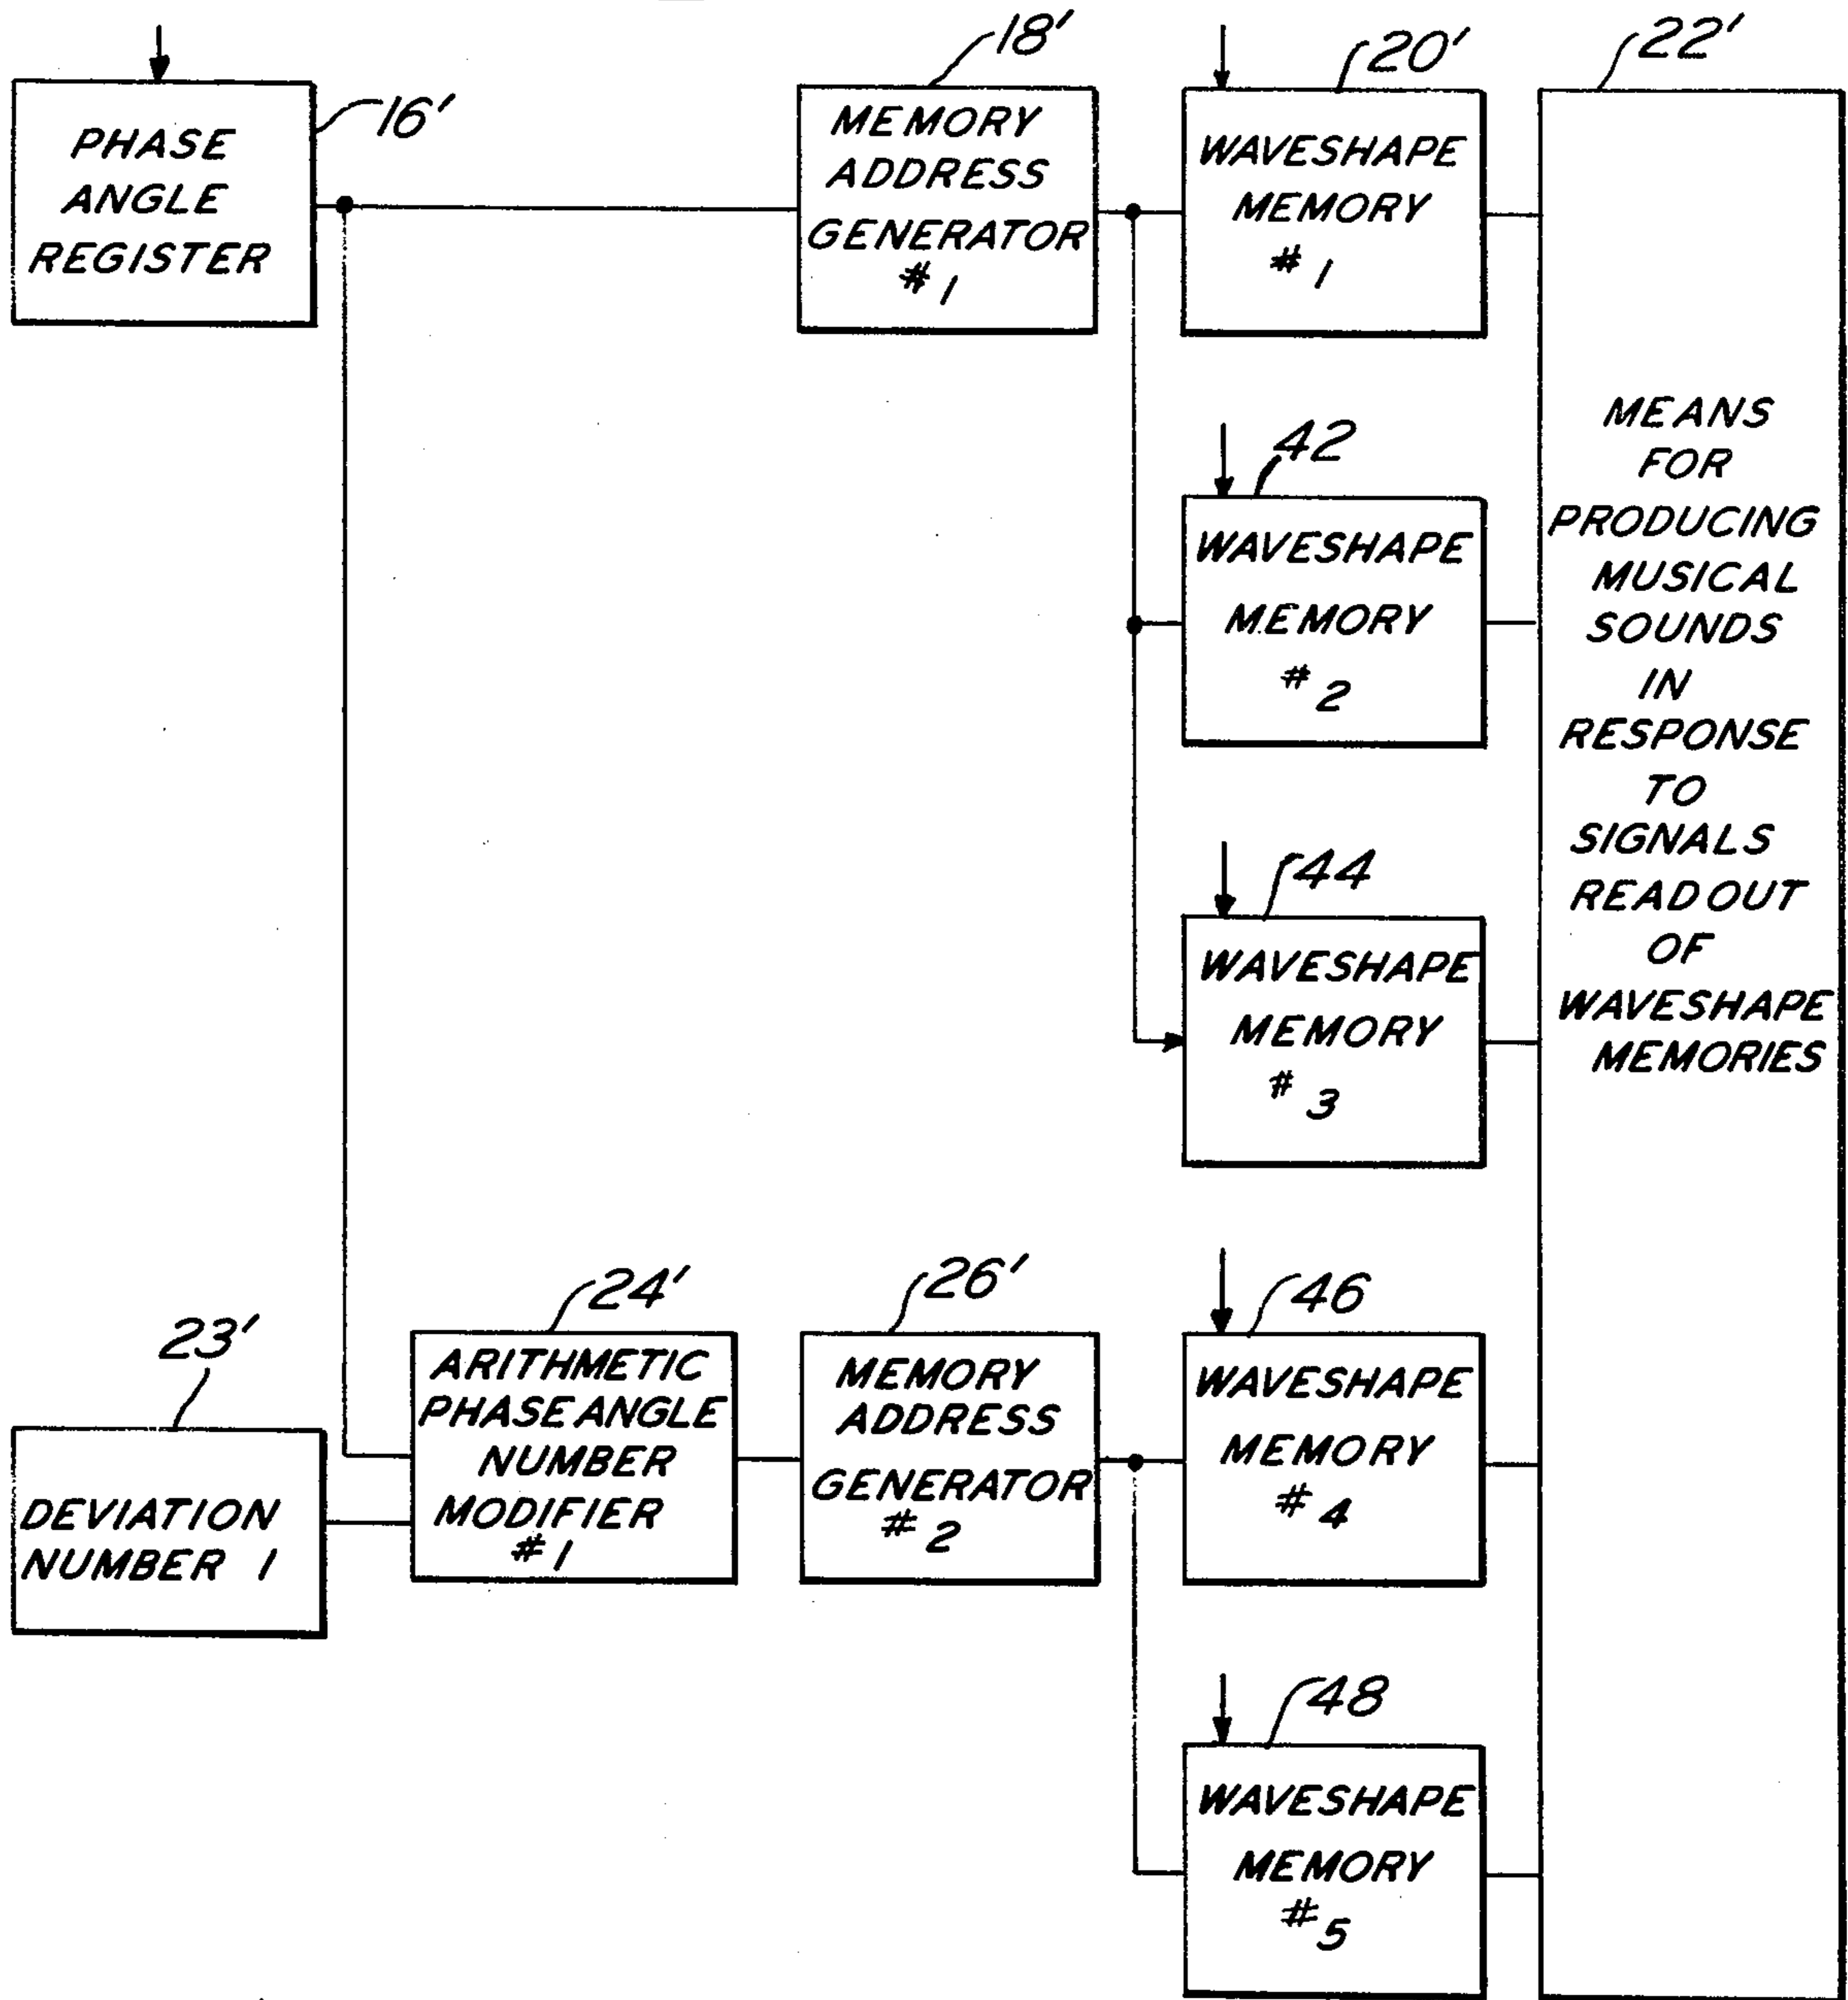 16'
PHASE
ANGLE
REGISTER
18'
MEMORY
ADDRESS
GENERATOR
# 1
20'
WAVESHAPE
MEMORY
# 1
22'
MEANS
FOR
PRODUCING
MUSICAL
SOUNDS
IN
RESPONSE
TO
SIGNALS
READ OUT
OF
WAVESHAPE
MEMORIES
42
WAVESHAPE
MEMORY
# 2
44
WAVESHAPE
MEMORY
# 3
23'
DEVIATION
NUMBER 1
24'
ARITHMETIC
PHASE ANGLE
NUMBER
MODIFIER
# 1
26'
MEMORY
ADDRESS
GENERATOR
# 2
46
WAVESHAPE
MEMORY
# 4
48
WAVESHAPE
MEMORY
# 5